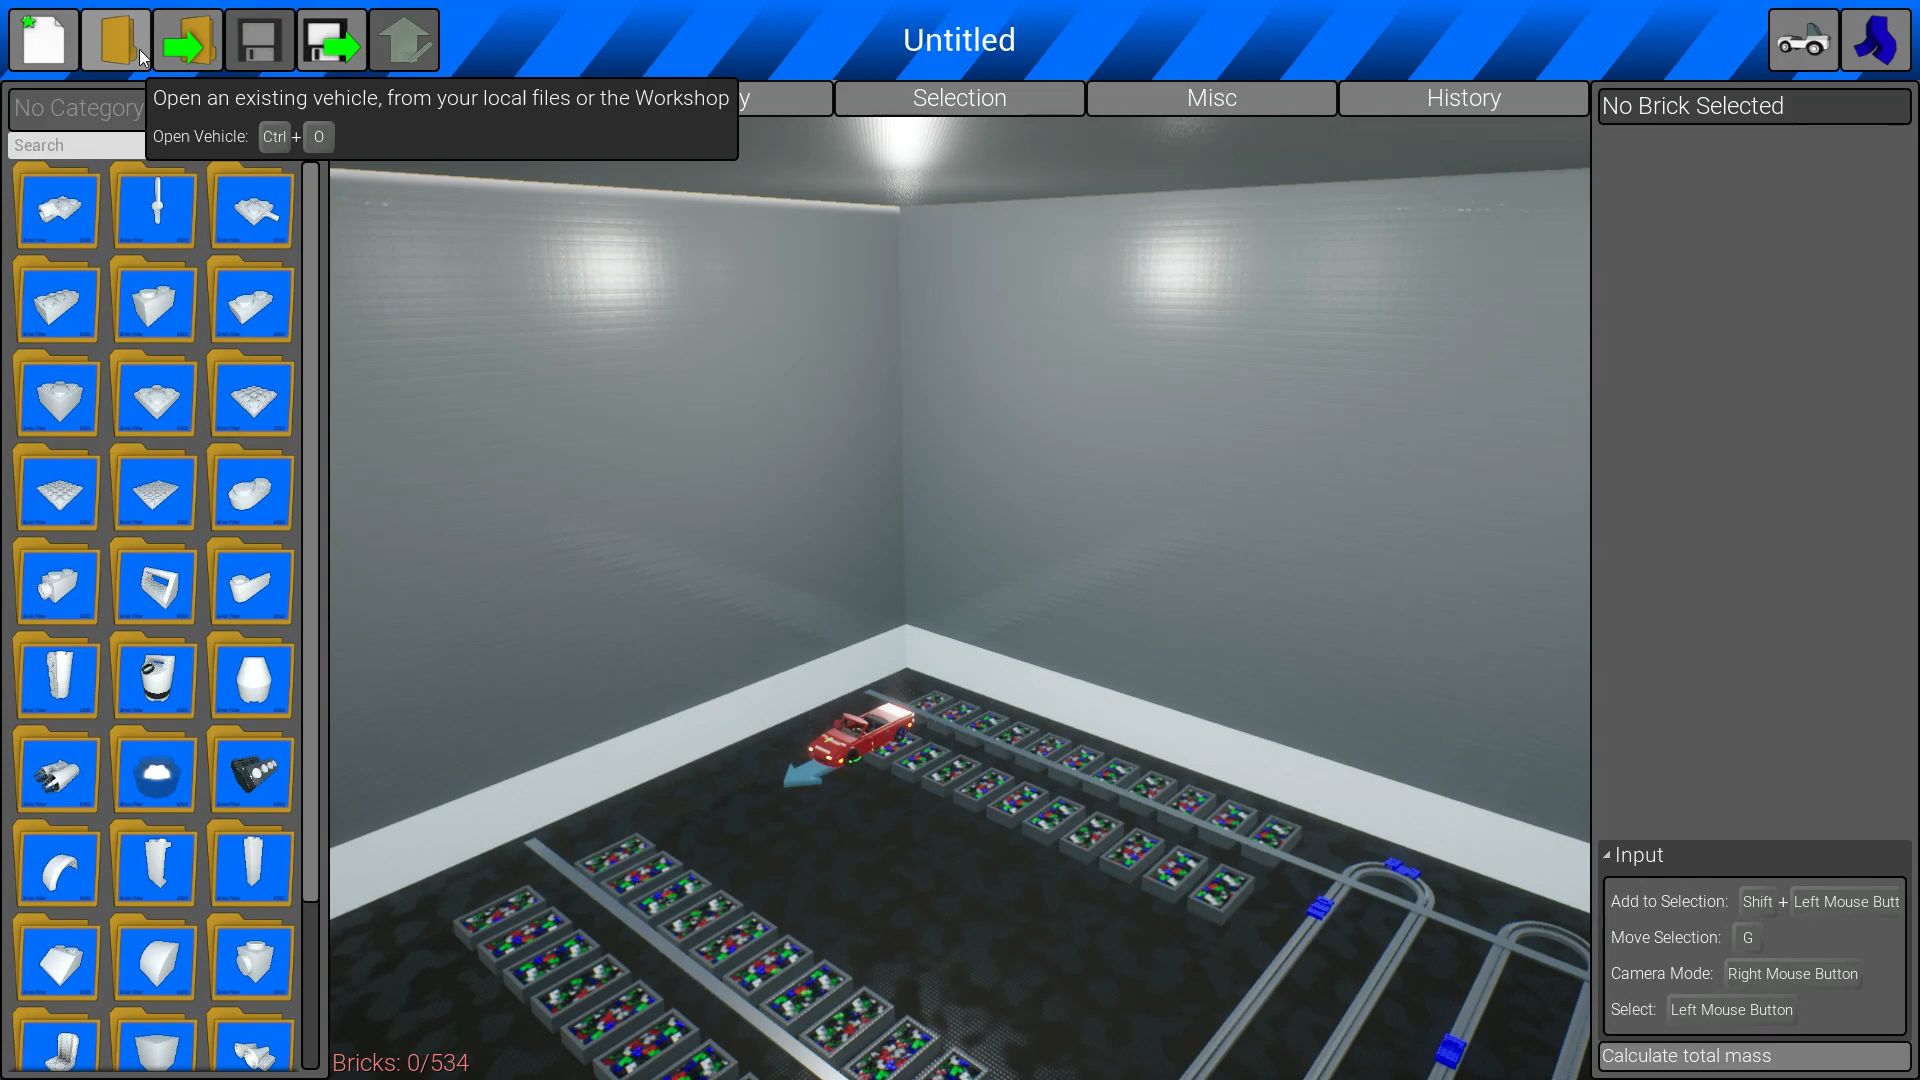 Untitled
No Category
Open an existing vehicle, from your local files or the Workshop
Open Vehicle: Ctrl + O
y
Selection
Misc
History
No Brick Selected
Search
Input
Add to Selection: Shift + Left Mouse Butt
Move Selection: G
Camera Mode: Right Mouse Button
Select: Left Mouse Button
Bricks: 0/534
Calculate total mass